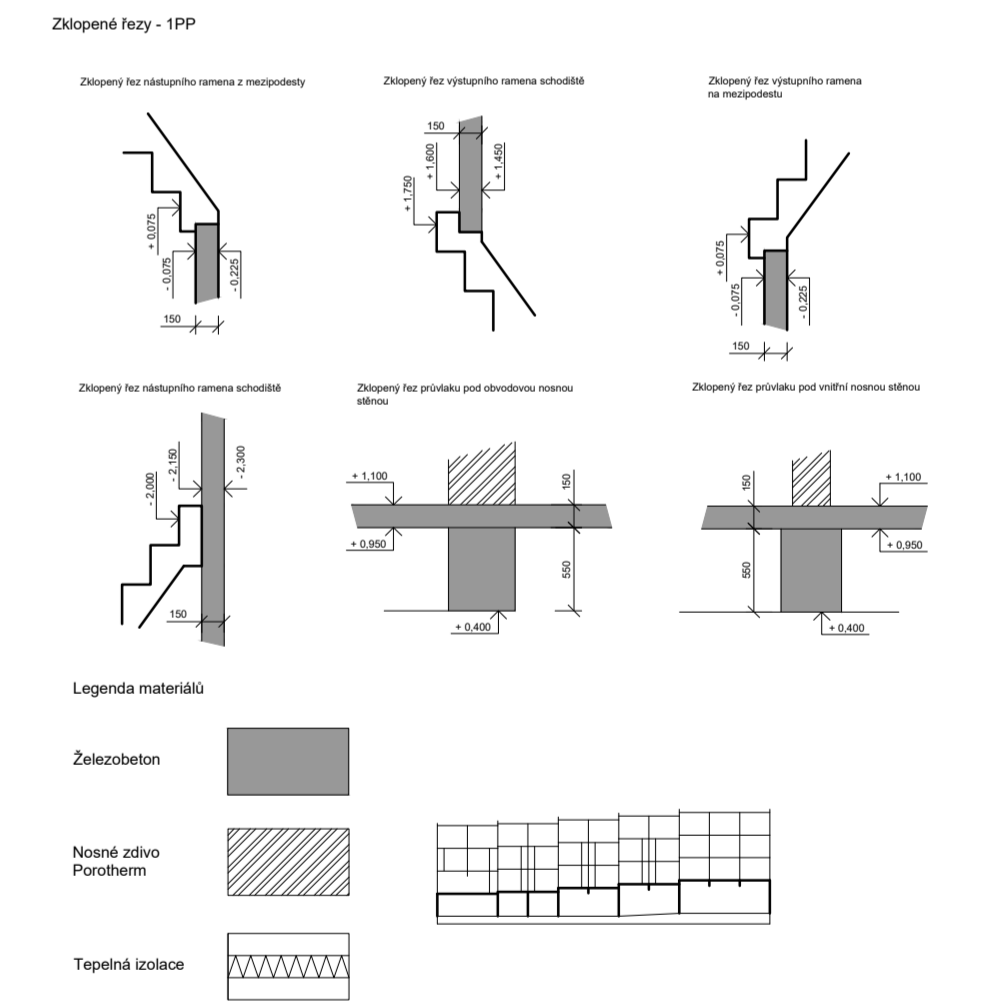 Zklopené řezy - 1PP
Zklopený řez nástupního ramena z mezipodesty
+ 0,075
- 0,075
- 0,225
150
Zklopený řez výstupního ramena schodiště
150
+ 1,600
+ 1,450
+ 1,750
Zklopený řez výstupního ramena
na mezipodestu
+ 0,075
- 0,075
- 0,225
150
Zklopený řez nástupního ramena schodiště
- 2,150
- 2,300
- 2,000
150
Zklopený řez průvlaku pod obvodovou nosnou
stěnou
+ 1,100
150
+ 0,950
550
+ 0,400
Zklopený řez průvlaku pod vnitřní nosnou stěnou
150
+ 1,100
+ 0,950
550
+ 0,400
Legenda materiálů
Železobeton
Nosné zdivo
Porotherm
Tepelná izolace